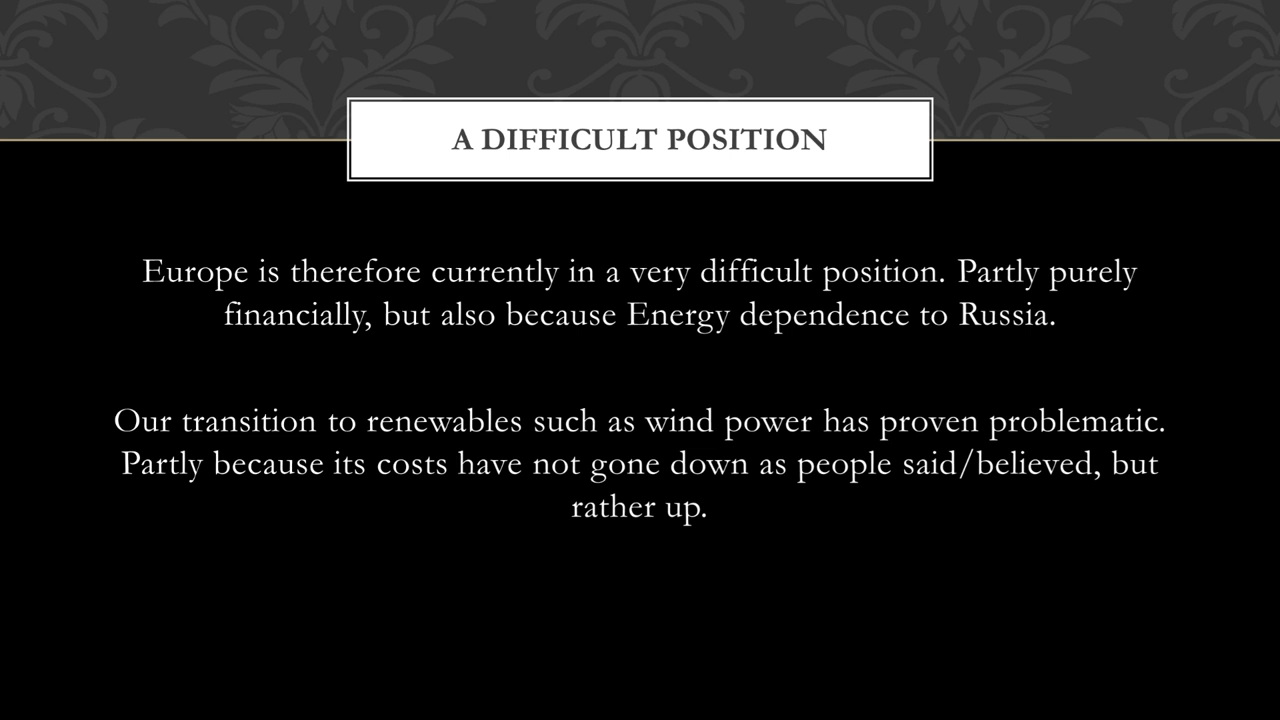 A DIFFICULT POSITION
Europe is therefore currently in a very difficult position. Partly purely
financially, but also because Energy dependence to Russia.
Our transition to renewables such as wind power has proven problematic.
Partly because its costs have not gone down as people said/believed, but
rather up.